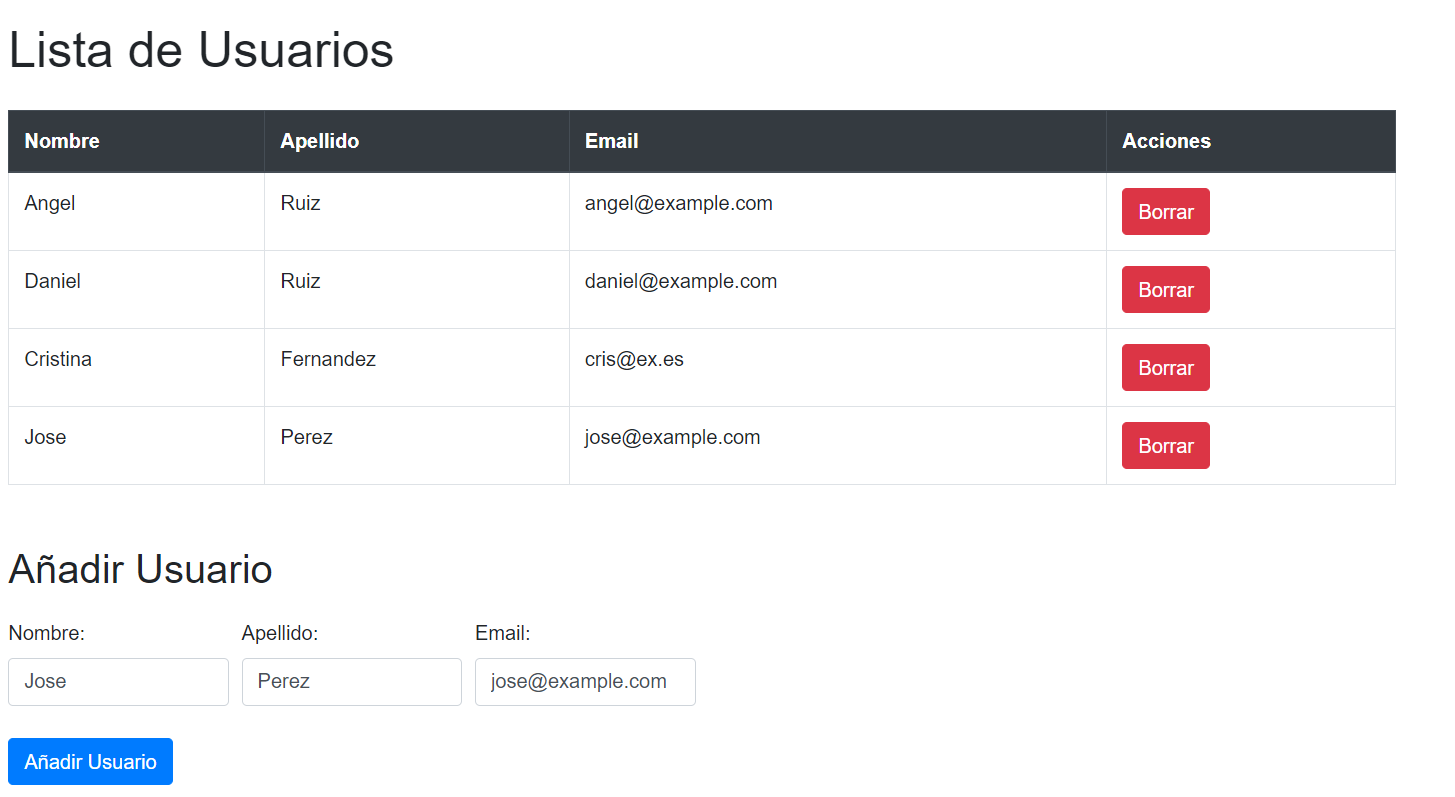 Lista de Usuarios
Nombre Apellido Email Acciones
Angel Ruiz angel@example.com Borrar
Daniel Ruiz daniel@example.com Borrar
Cristina Fernandez cris@ex.es Borrar
Jose Perez jose@example.com Borrar
Añadir Usuario
Nombre: Apellido: Email:
Jose Perez jose@example.com
Añadir Usuario